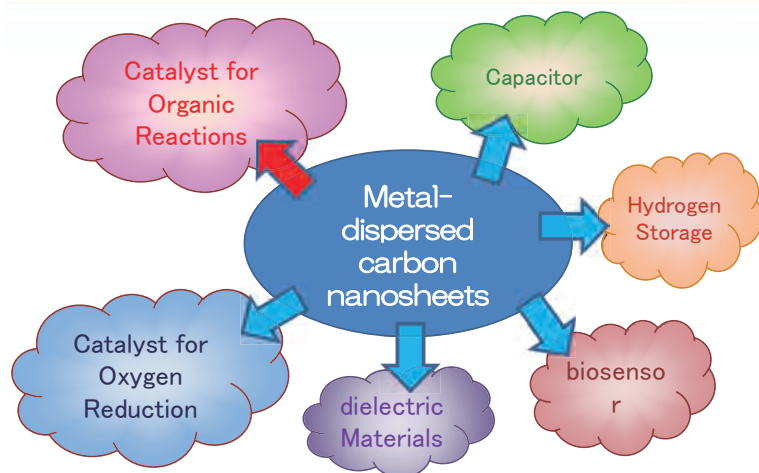 Catalyst for
Organic
Reactions
Capacitor
Metal-
dispersed
carbon
nanosheets
Hydrogen
Storage
Catalyst for
Oxygen
Reduction
dielectric
Materials
biosenso
r